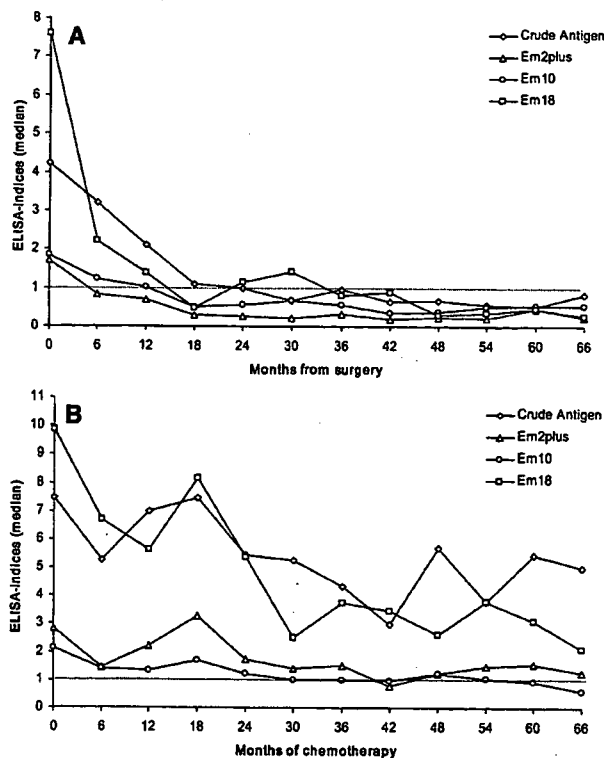 A
Crude Antigen
Em2plus
Em10
Em18
ELISA-indices (median)
8
7
6
5
4
3
2
1
0
0 6 12 18 24 30 36 42 48 54 60 66
Months from surgery
B
Crude Antigen
Em2plus
Em10
Em18
ELISA-indices (median)
11
10
9
8
7
6
5
4
3
2
1
0
0 6 12 18 24 30 36 42 48 54 60 66
Months of chemotherapy